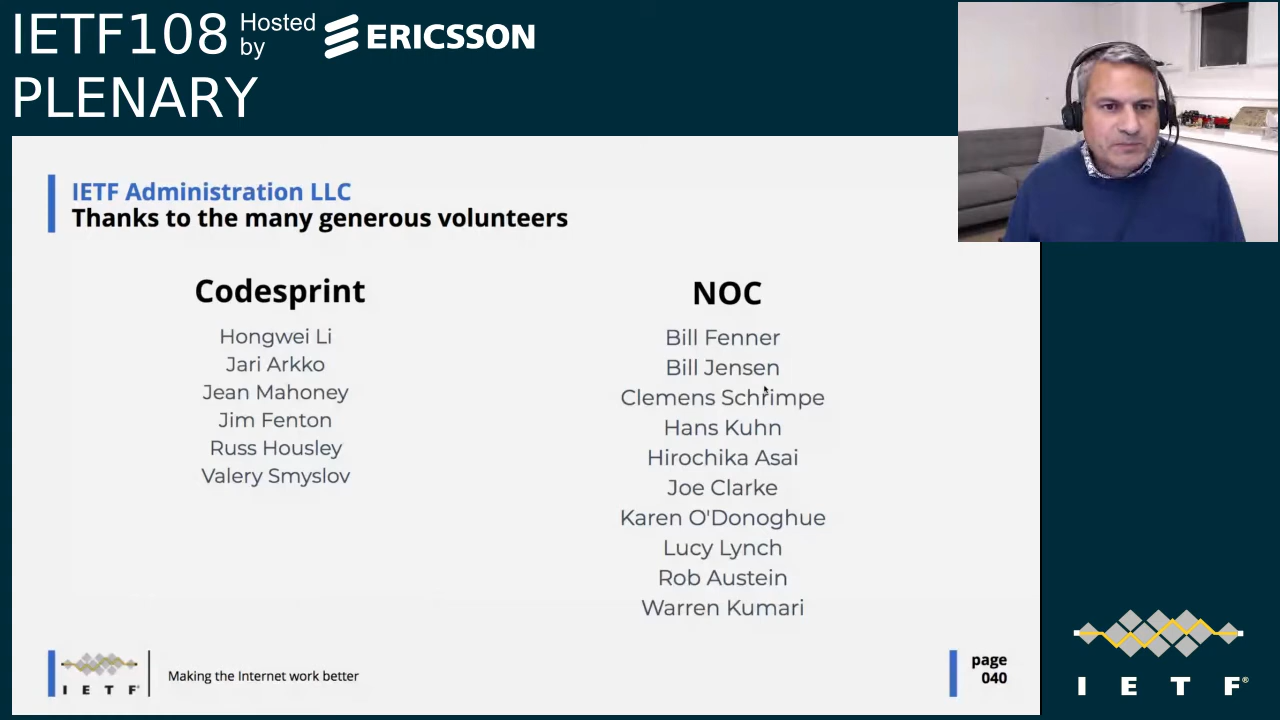 IETF108 Hosted by ERICSSON
PLENARY
IETF Administration LLC
Thanks to the many generous volunteers
Codesprint
Hongwei Li
Jari Arkko
Jean Mahoney
Jim Fenton
Russ Housley
Valery Smyslov
NOC
Bill Fenner
Bill Jensen
Clemens Schrimpe
Hans Kuhn
Hirochika Asai
Joe Clarke
Karen O'Donoghue
Lucy Lynch
Rob Austein
Warren Kumari
I E T F
Making the Internet work better
page
040
I E T F®